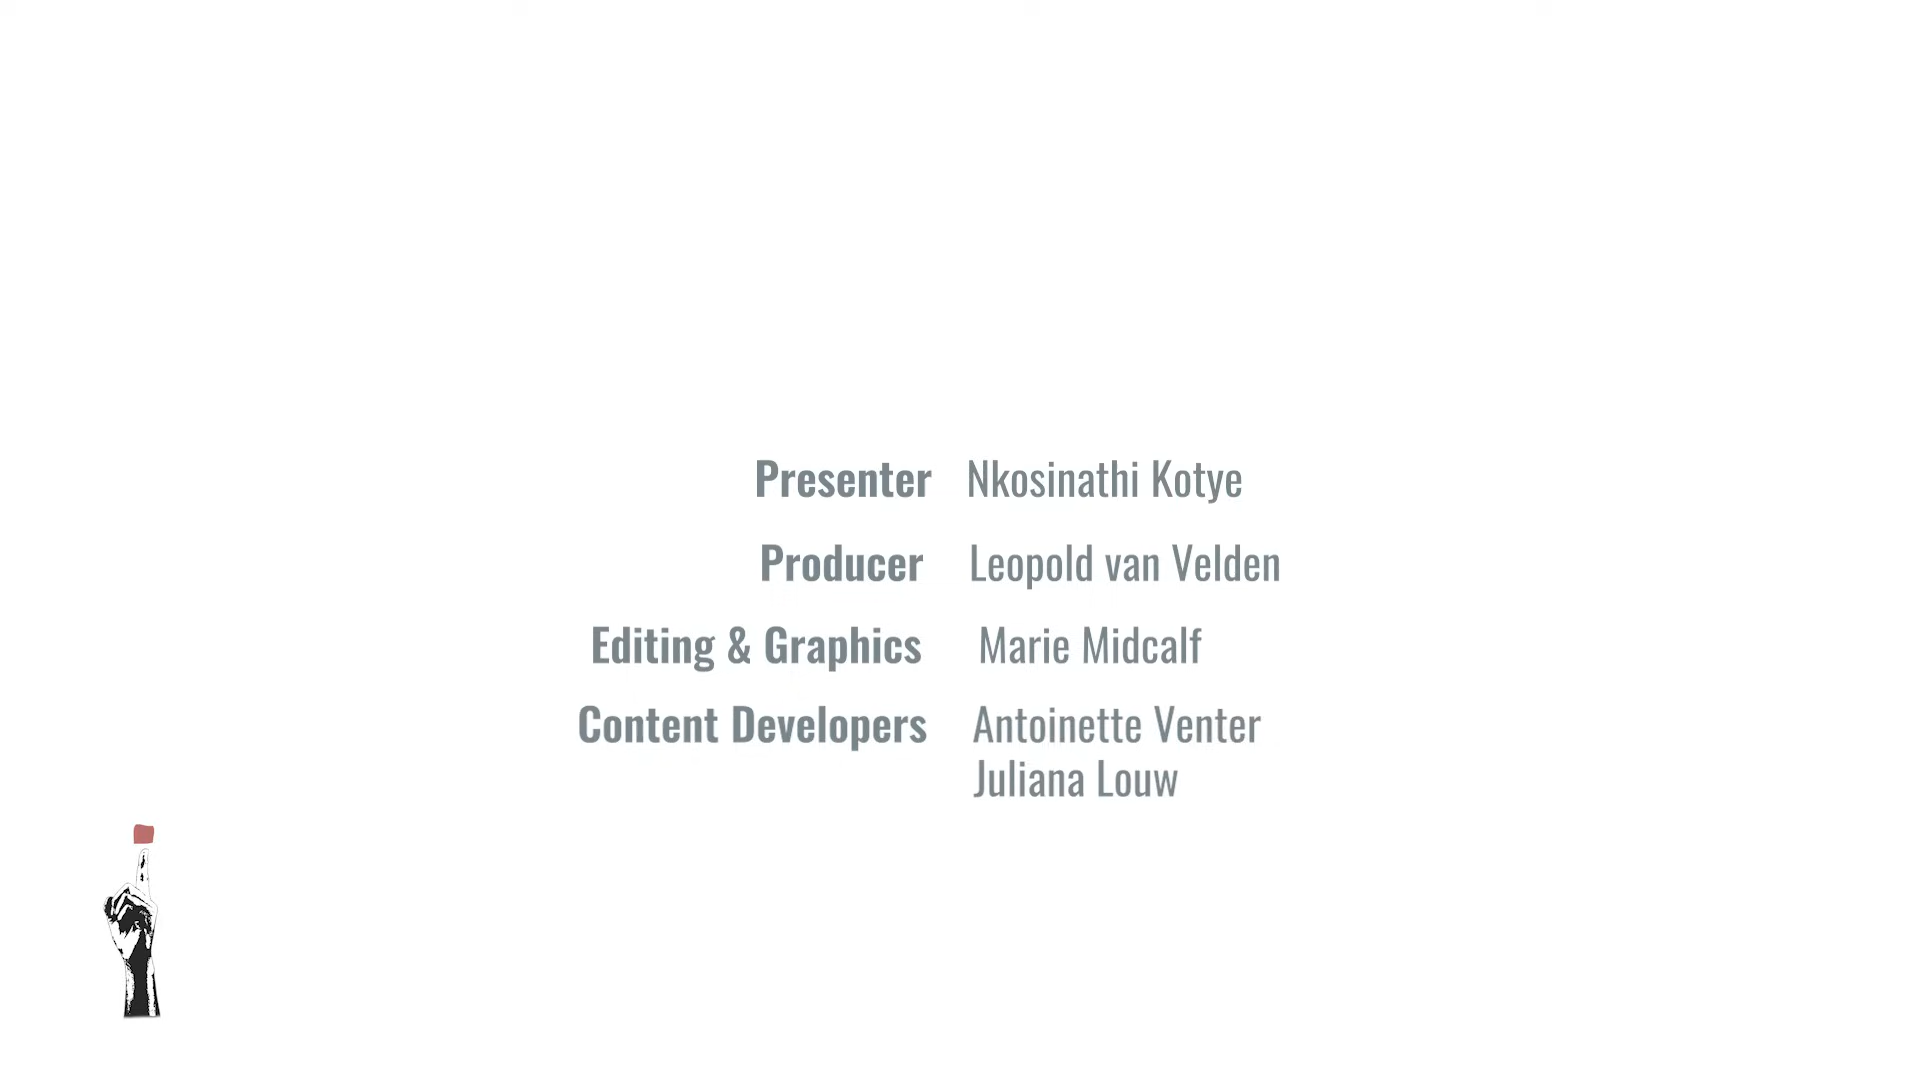 Presenter Nkosinathi Kotye
Producer Leopold van Velden
Editing & Graphics Marie Midcalf
Content Developers Antoinette Venter
Juliana Louw